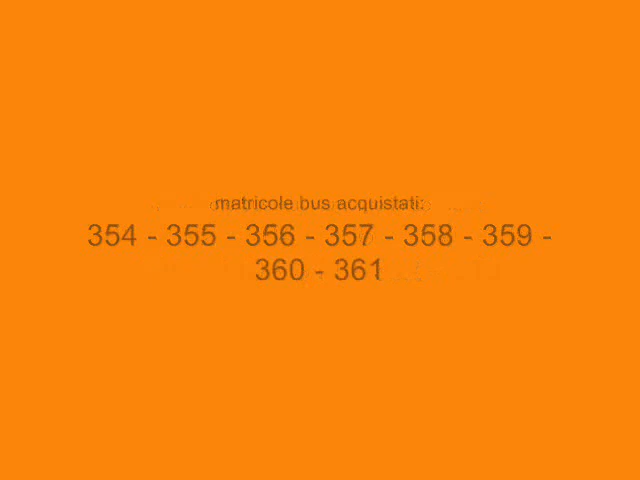 matricole bus acquistati:
354 - 355 - 356 - 357 - 358 - 359 -
360 - 361